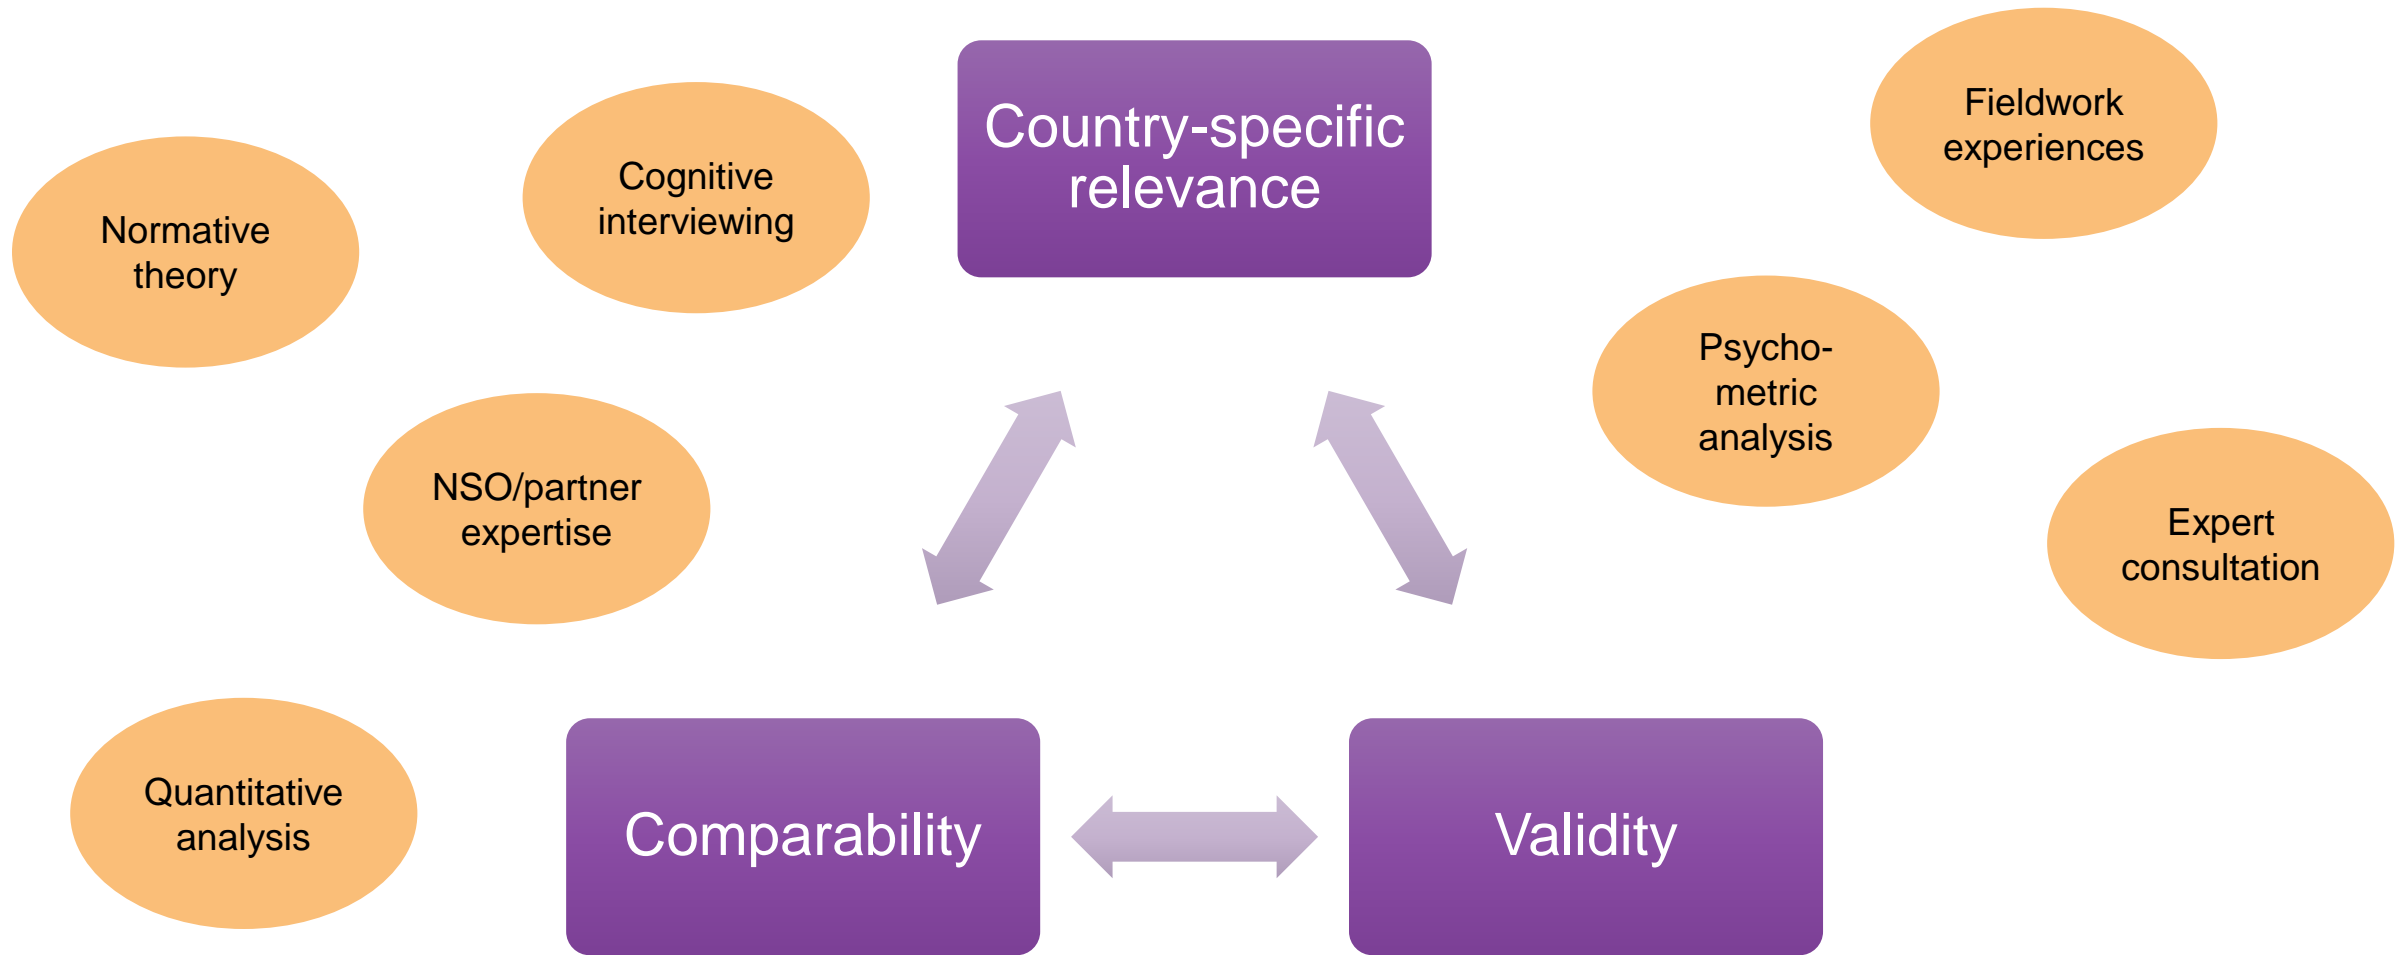 Country-specific
relevance
Fieldwork
experiences
Cognitive
interviewing
Normative
theory
Psycho-
metric
analysis
NSO/partner
expertise
Expert
consultation
Quantitative
analysis
Comparability
Validity